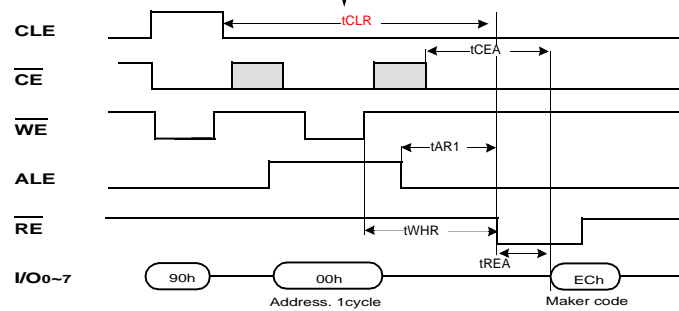 tCLR
CLE
tCEA
CE
WE
tAR1
ALE
RE
tWHR
tREA
I/O0~7
90h
00h
ECh
Address. 1cycle
Maker code